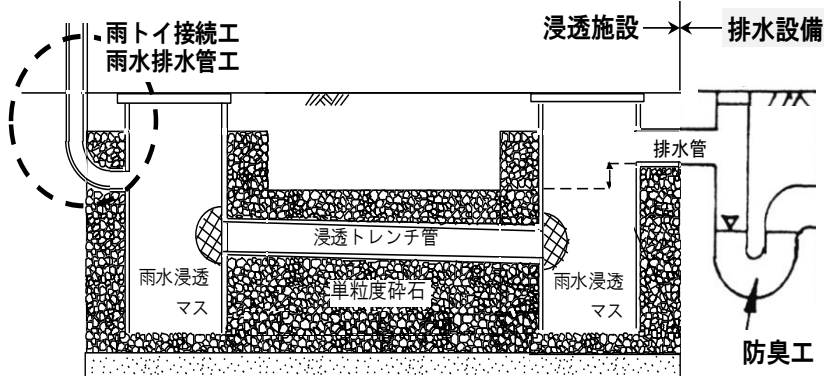 雨トイ接続工
雨水排水管工
浸透施設
排水設備
排水管
浸透トレンチ管
雨水浸透
マス
単粒度砕石
雨水浸透
マス
防臭工